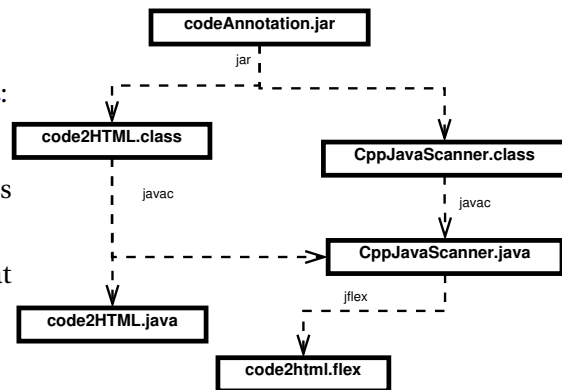 codeAnnotation.jar
jar
:
code2HTML.class
CppJavaScanner.class
s
javac
javac
CppJavaScanner.java
t
jflex
code2HTML.java
code2html.flex